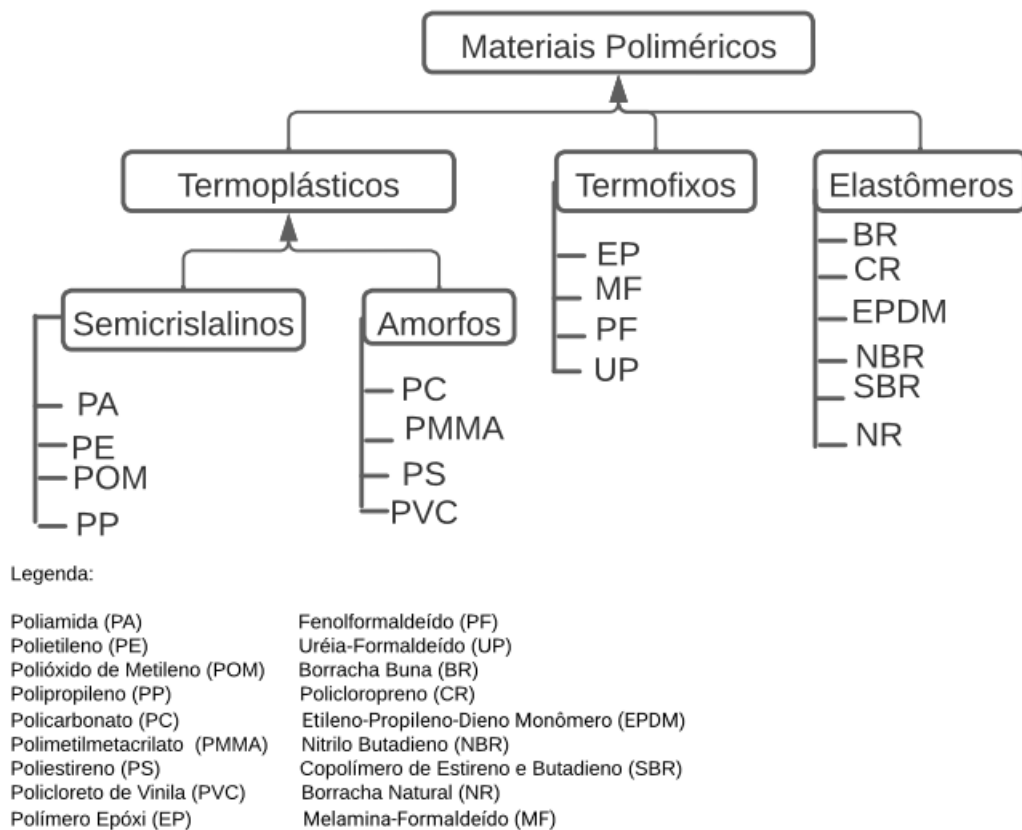 Materiais Poliméricos
Termoplásticos
Termofixos
Elastômeros
Semicrislalinos
Amorfos
PA
PE
POM
PP
PC
PMMA
PS
PVC
EP
MF
PF
UP
BR
CR
EPDM
NBR
SBR
NR
Legenda:
Poliamida (PA)
Polietileno (PE)
Polióxido de Metileno (POM)
Polipropileno (PP)
Policarbonato (PC)
Polimetilmetacrilato (PMMA)
Poliestireno (PS)
Policloreto de Vinila (PVC)
Polímero Epóxi (EP)
Fenolformaldeído (PF)
Uréia-Formaldeído (UP)
Borracha Buna (BR)
Policloropreno (CR)
Etileno-Propileno-Dieno Monômero (EPDM)
Nitrilo Butadieno (NBR)
Copolímero de Estireno e Butadieno (SBR)
Borracha Natural (NR)
Melamina-Formaldeído (MF)